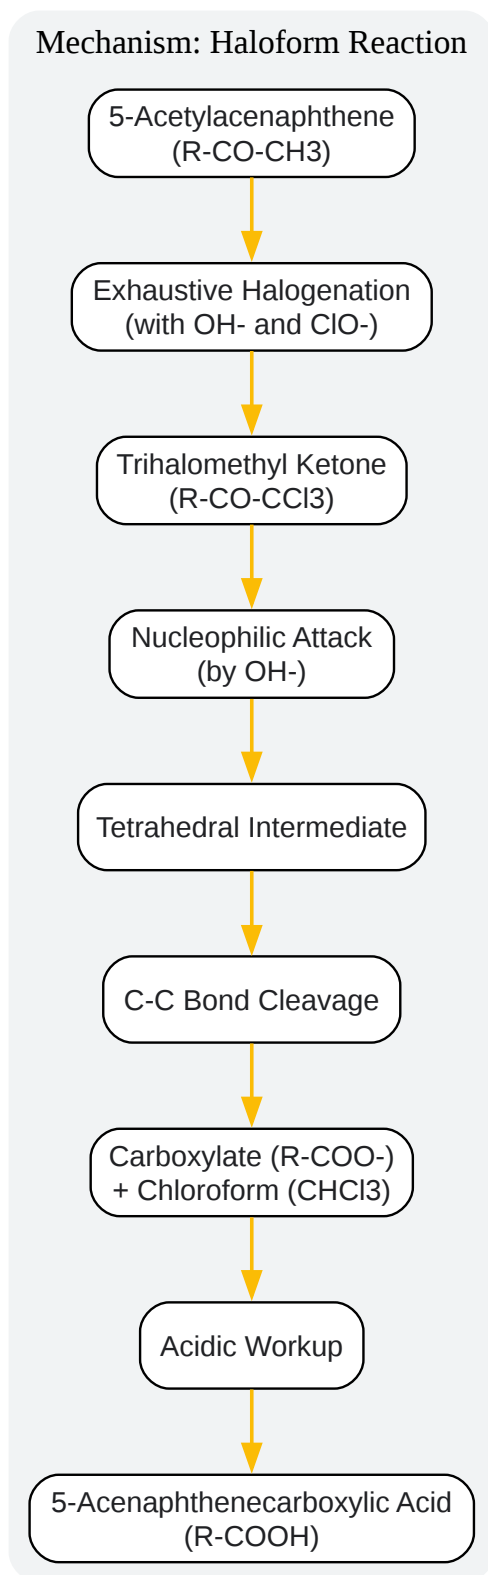 Mechanism: Haloform Reaction
5-Acetylacenaphthene
(R-CO-CH3)
Exhaustive Halogenation
(with OH- and ClO-)
Trihalomethyl Ketone
(R-CO-CCl3)
Nucleophilic Attack
(by OH-)
Tetrahedral Intermediate
C-C Bond Cleavage
Carboxylate (R-COO-)
+ Chloroform (CHCl3)
Acidic Workup
5-Acenaphthenecarboxylic Acid
(R-COOH)